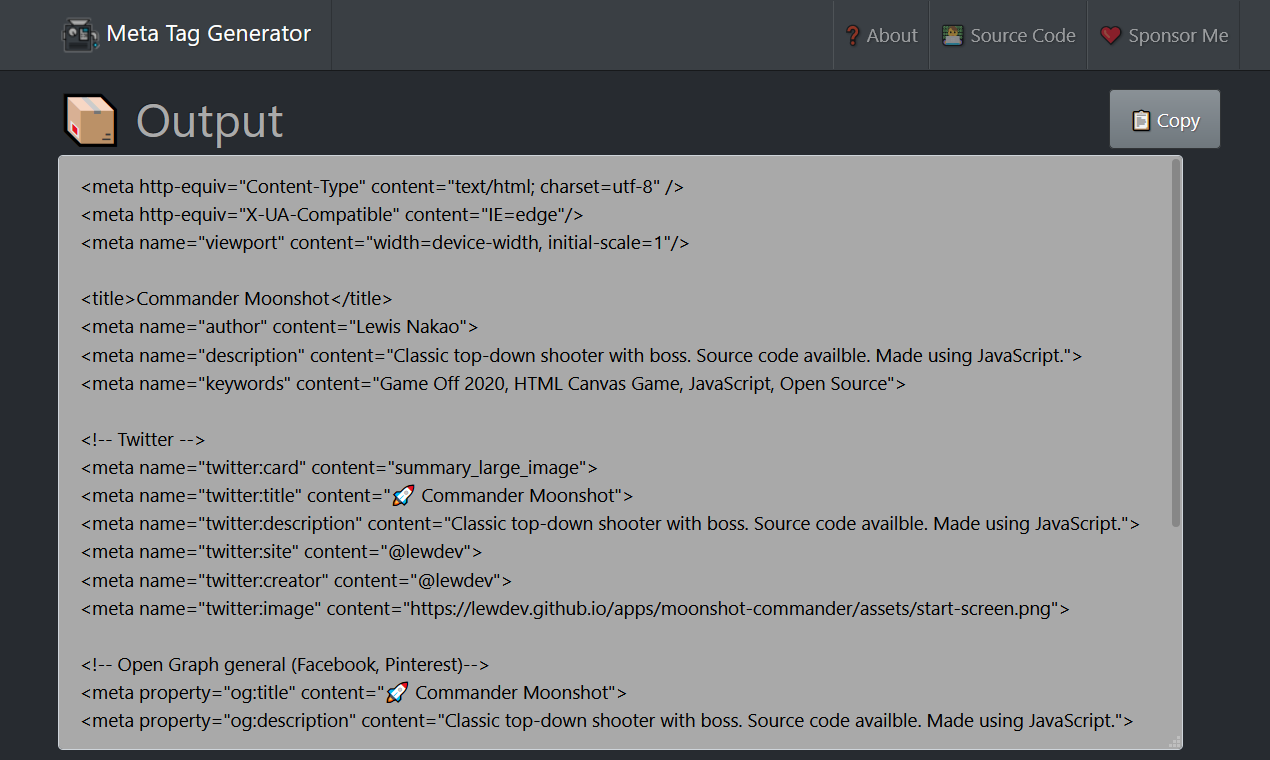 Meta Tag Generator
❓ About
👨‍💻 Source Code
❤️ Sponsor Me
📦 Output
📋 Copy
<meta http-equiv="Content-Type" content="text/html; charset=utf-8" />
<meta http-equiv="X-UA-Compatible" content="IE=edge"/>
<meta name="viewport" content="width=device-width, initial-scale=1"/>

<title>Commander Moonshot</title>
<meta name="author" content="Lewis Nakao">
<meta name="description" content="Classic top-down shooter with boss. Source code availble. Made using JavaScript.">
<meta name="keywords" content="Game Off 2020, HTML Canvas Game, JavaScript, Open Source">

<!-- Twitter -->
<meta name="twitter:card" content="summary_large_image">
<meta name="twitter:title" content="🚀 Commander Moonshot">
<meta name="twitter:description" content="Classic top-down shooter with boss. Source code availble. Made using JavaScript.">
<meta name="twitter:site" content="@lewdev">
<meta name="twitter:creator" content="@lewdev">
<meta name="twitter:image" content="https://lewdev.github.io/apps/moonshot-commander/assets/start-screen.png">

<!-- Open Graph general (Facebook, Pinterest)-->
<meta property="og:title" content="🚀 Commander Moonshot">
<meta property="og:description" content="Classic top-down shooter with boss. Source code availble. Made using JavaScript.">